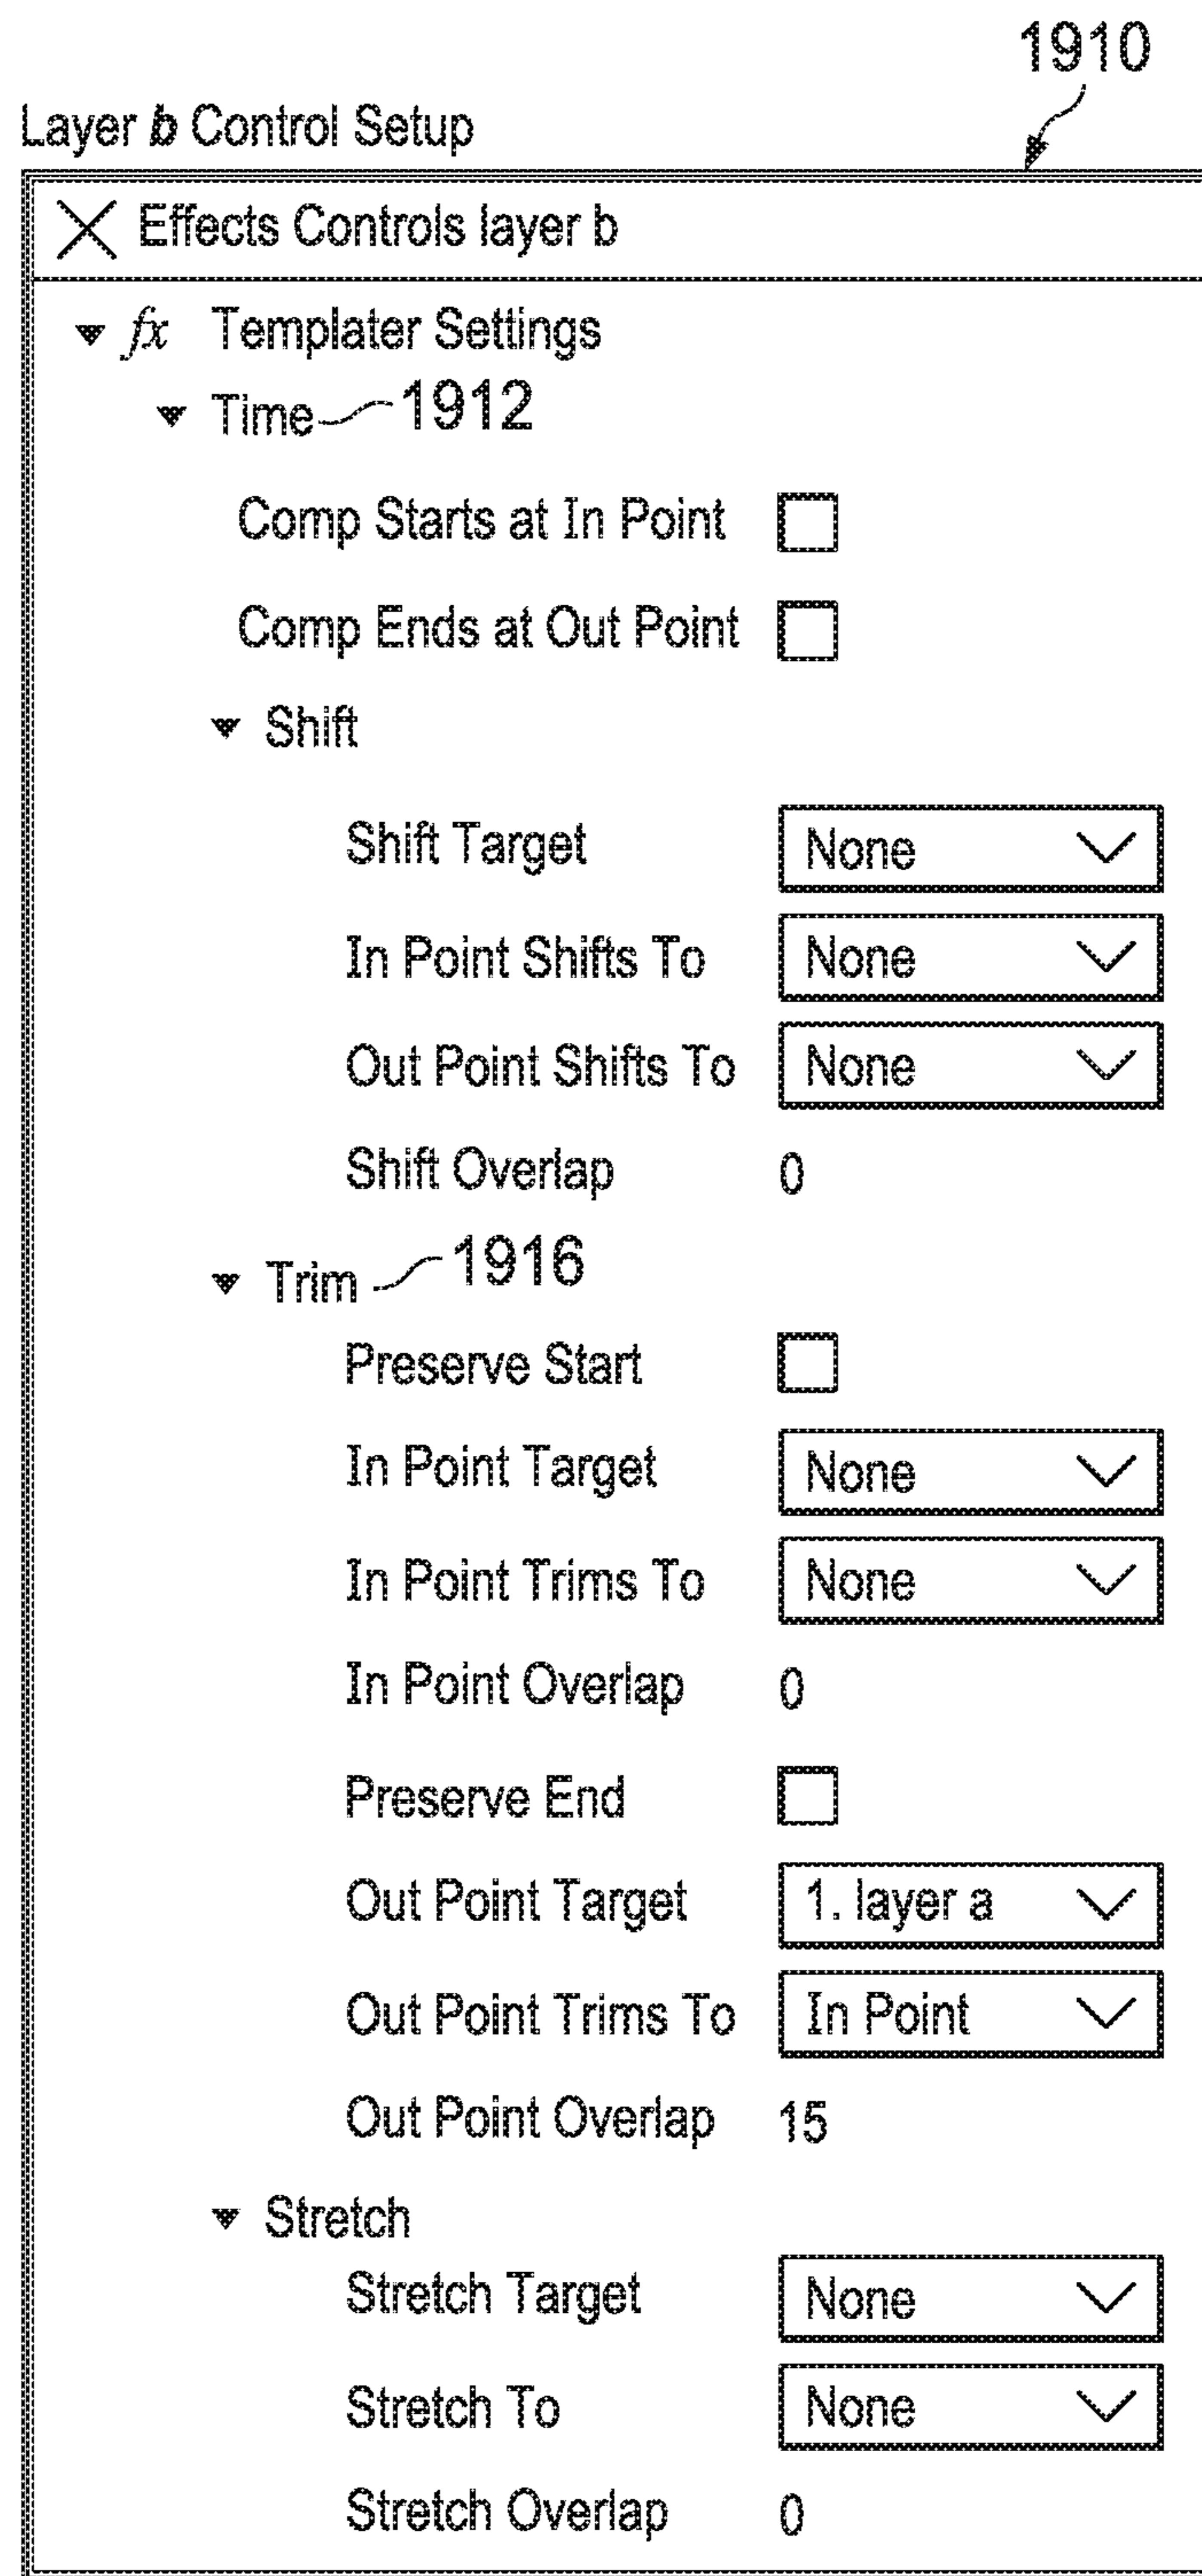 1910
Layer b Control Setup
Effects Controls layer b
fx Templater Settings
Time 1912
Comp Starts at In Point
Comp Ends at Out Point
Shift
Shift Target None
In Point Shifts To None
Out Point Shifts To None
Shift Overlap 0
Trim 1916
Preserve Start
In Point Target None
In Point Trims To None
In Point Overlap 0
Preserve End
Out Point Target 1. layer a
Out Point Trims To In Point
Out Point Overlap 15
Stretch
Stretch Target None
Stretch To None
Stretch Overlap 0